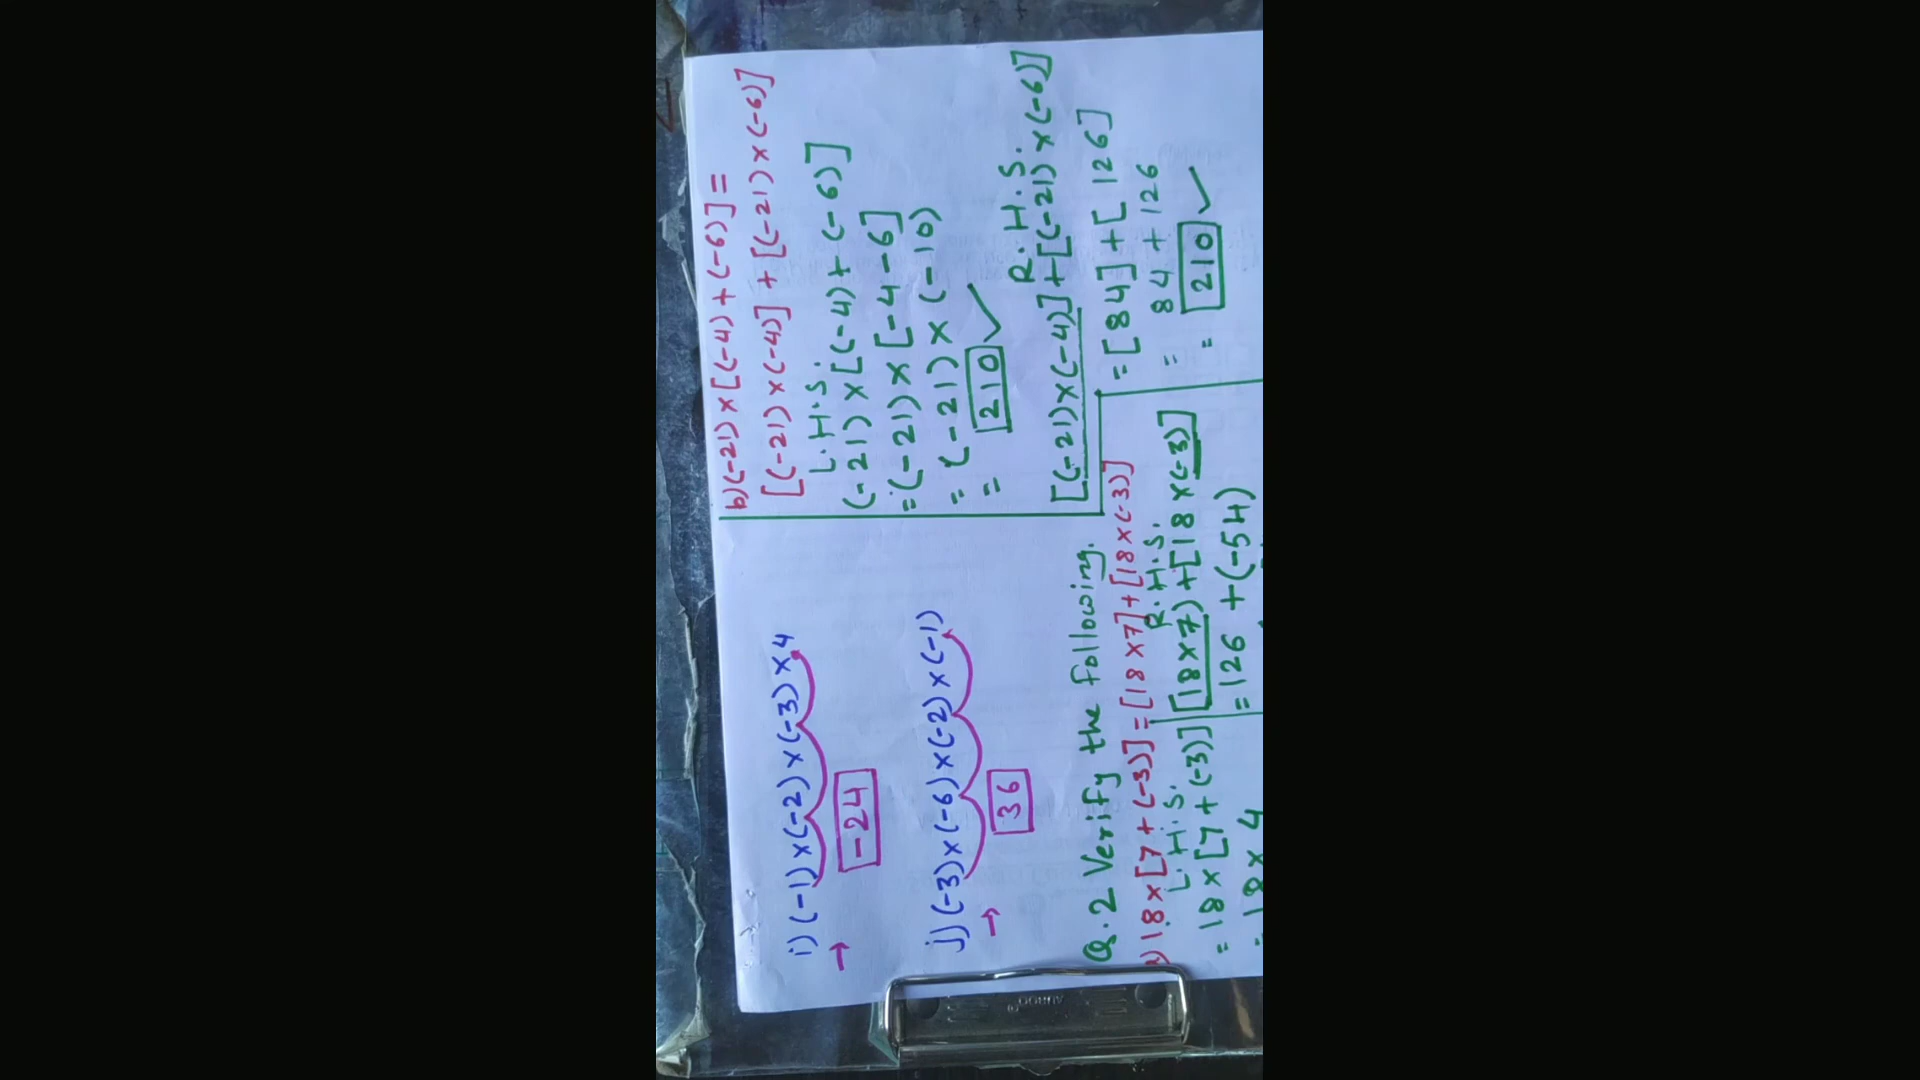 i) (-1) × (-2) × (-3) × 4
→ -24
j) (-3) × (-6) × (-2) × (-1)
→ 36
Q.2 Verify the following.
) 18 × [7 + (-3)] = [18 × 7] + [18 × (-3)]
L.H.S.
= 18 × [7 + (-3)]
= 18 × 4
R.H.S.
[18 × 7) + [18 × (-3)]
= 126 + (-54)
b) (-21) × [(-4) + (-6)] =
[(-21) × (-4)] + [(-21) × (-6)]
L.H.S.
(-21) × [(-4) + (-6)]
= (-21) × [-4 -6]
= (-21) × (-10)
= 210 ✓
R.H.S.
[(-21) × (-4)] + [(-21) × (-6)]
= [84] + [126]
= 84 + 126
= 210 ✓